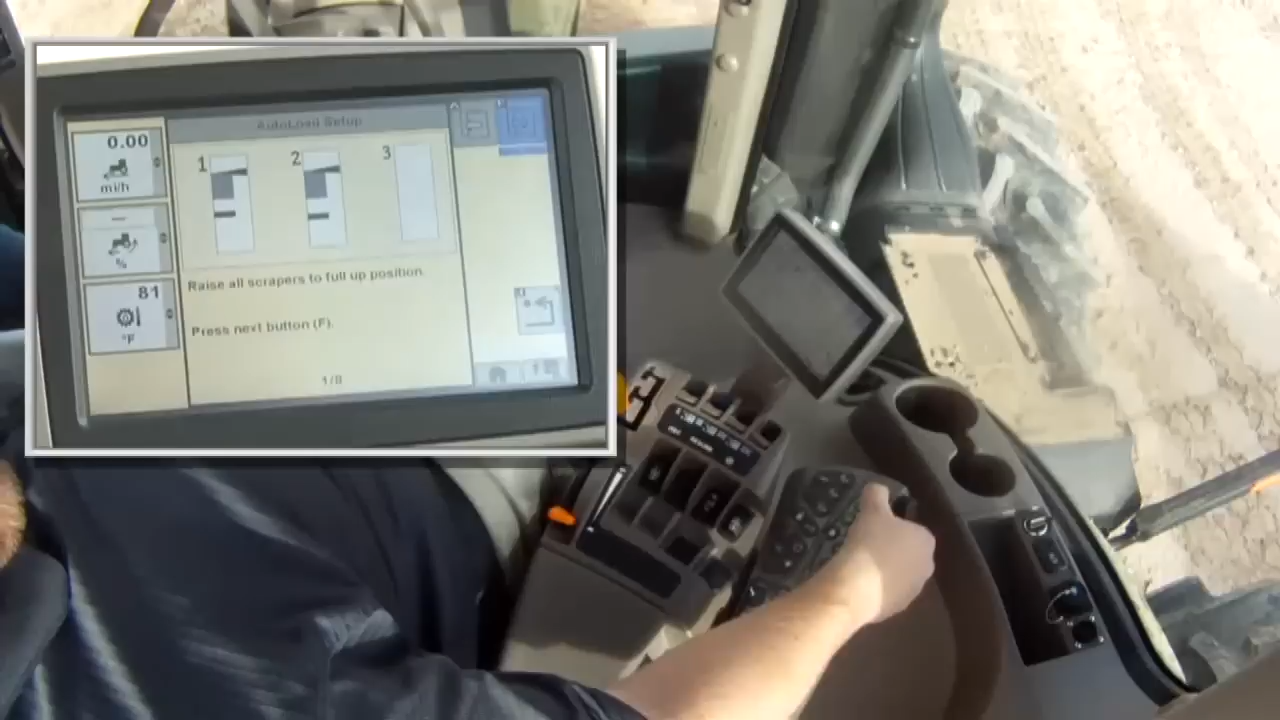 AutoLoad Setup
0.00
mi/h
%
81
°F
1 2 3
Raise all scrapers to full up position.
Press next button (F).
1/8